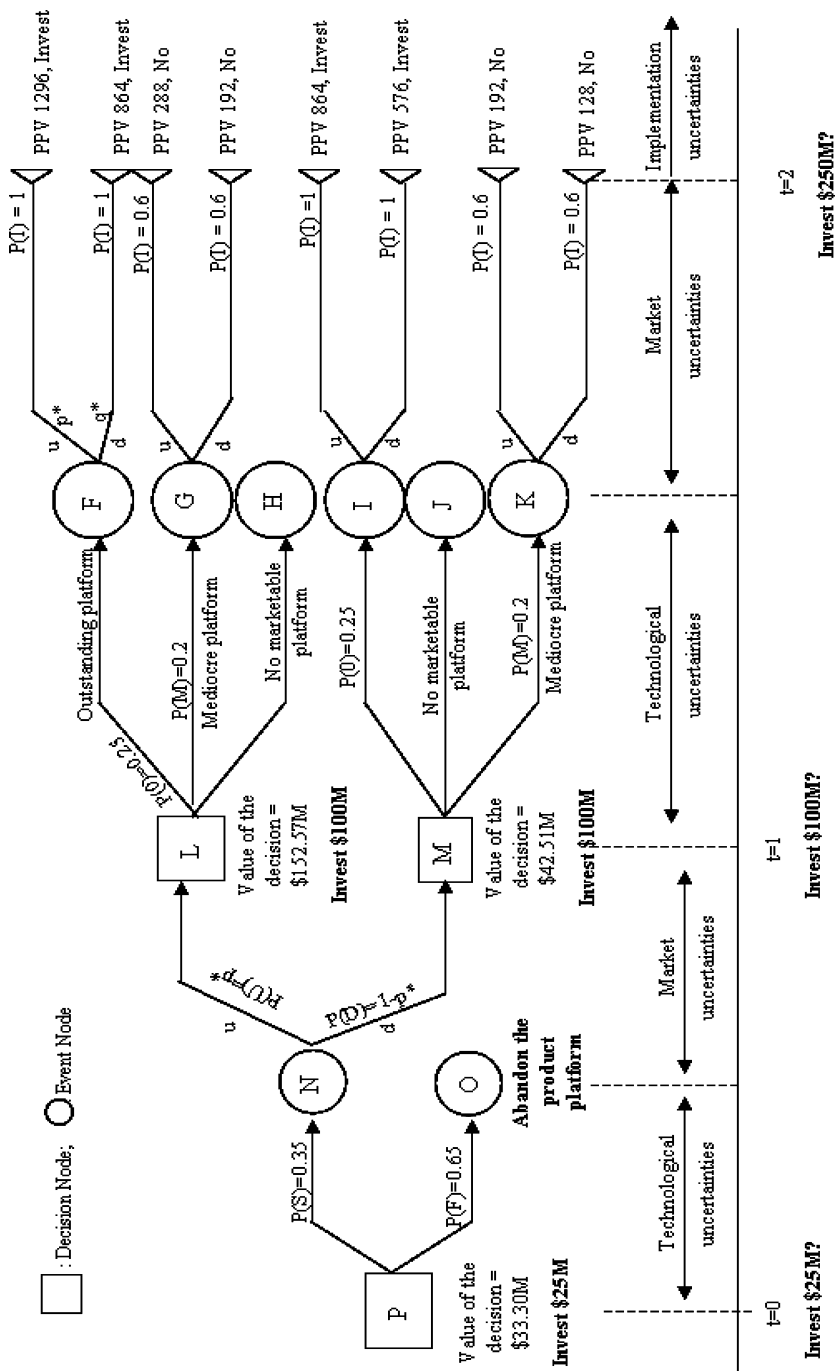 : Decision Node;
Event Node
P
Value of the
decision =
$33.30M
Invest $25M
P(S)=0.35
P(F)=0.65
N
O
Abandon the
product
platform
u
P(U)=p*
P(D)=1-p*
d
L
Value of the
decision =
$152.57M
Invest $100M
M
Value of the
decision =
$42.51M
Invest $100M
P(O)=0.25
Outstanding platform
P(M)=0.2
Mediocre platform
No marketable
platform
P(O)=0.25
No marketable
platform
P(M)=0.2
Mediocre platform
F
G
H
I
J
K
u
p*
q*
d
u
d
u
d
u
d
P(I) = 1
P(I) = 1
P(I) = 0.6
P(I) = 0.6
P(I) =1
P(I) = 1
P(I) = 0.6
P(I) = 0.6
PPV 1296, Invest
PPV 864, Invest
PPV 288, No
PPV 192, No
PPV 864, Invest
PPV 576, Invest
PPV 192, No
PPV 128, No
Technological
uncertainties
Market
uncertainties
Technological
uncertainties
Market
uncertainties
Implementation
uncertainties
t=0
t=1
t=2
Invest $25M?
Invest $100M?
Invest $250M?